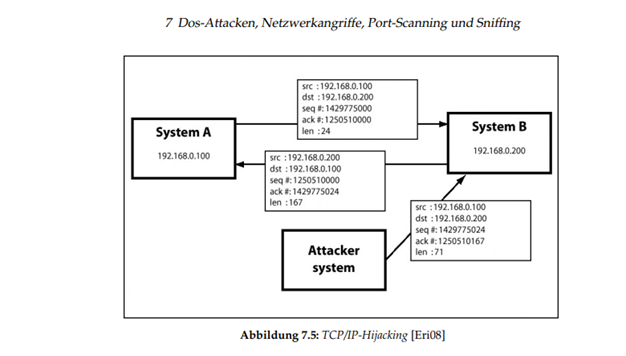 7 Dos-Attacken, Netzwerkangriffe, Port-Scanning und Sniffing
src : 192.168.0.100
dst : 192.168.0.200
seq #: 1429775000
ack #: 1250510000
len : 24
System A
192.168.0.100
System B
192.168.0.200
src : 192.168.0.200
dst : 192.168.0.100
seq #: 1250510000
ack #: 1429775024
len : 167
src : 192.168.0.100
dst : 192.168.0.200
seq #: 1429775024
ack #: 1250510167
len : 71
Attacker
system
Abbildung 7.5: TCP/IP-Hijacking [Eri08]